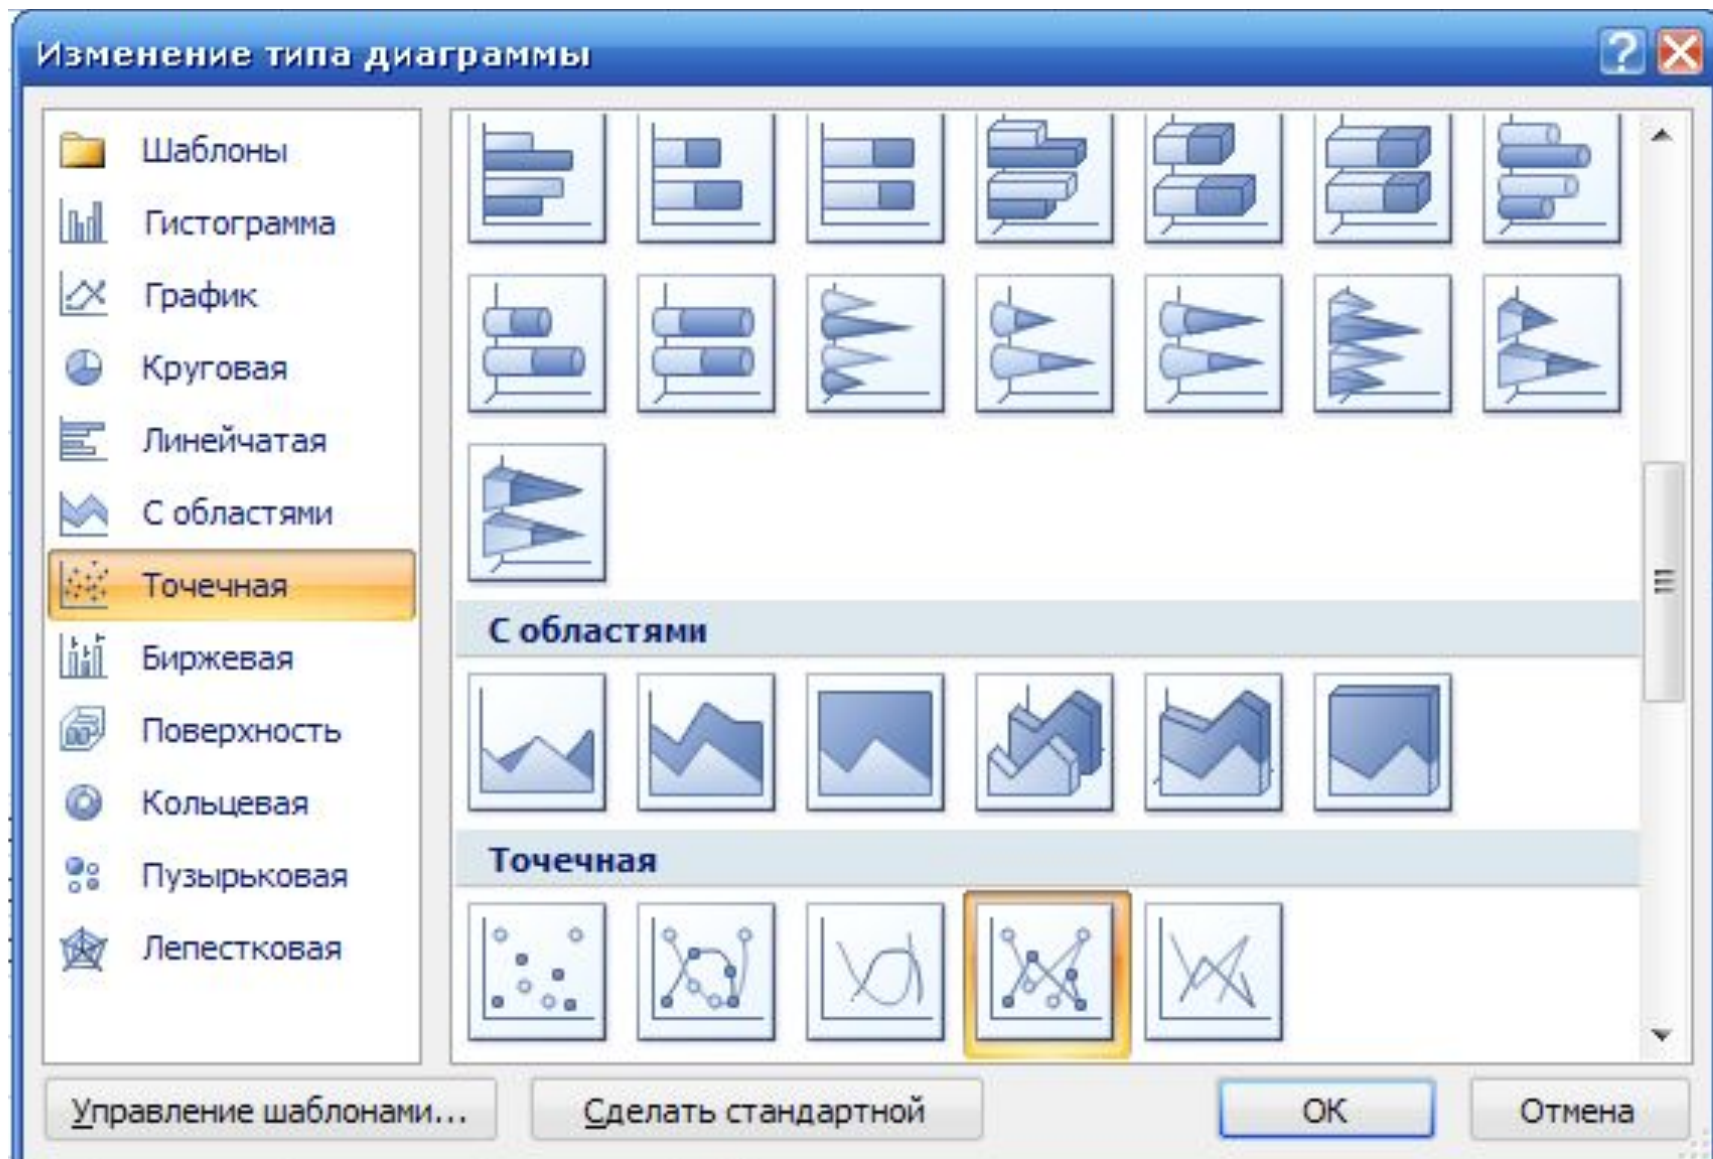 Изменение типа диаграммы
Шаблоны
Гистограмма
График
Круговая
Линейчатая
С областями
Точечная
Биржевая
Поверхность
Кольцевая
Пузырьковая
Лепестковая
С областями
Точечная
Управление шаблонами...
Сделать стандартной
ОК
Отмена